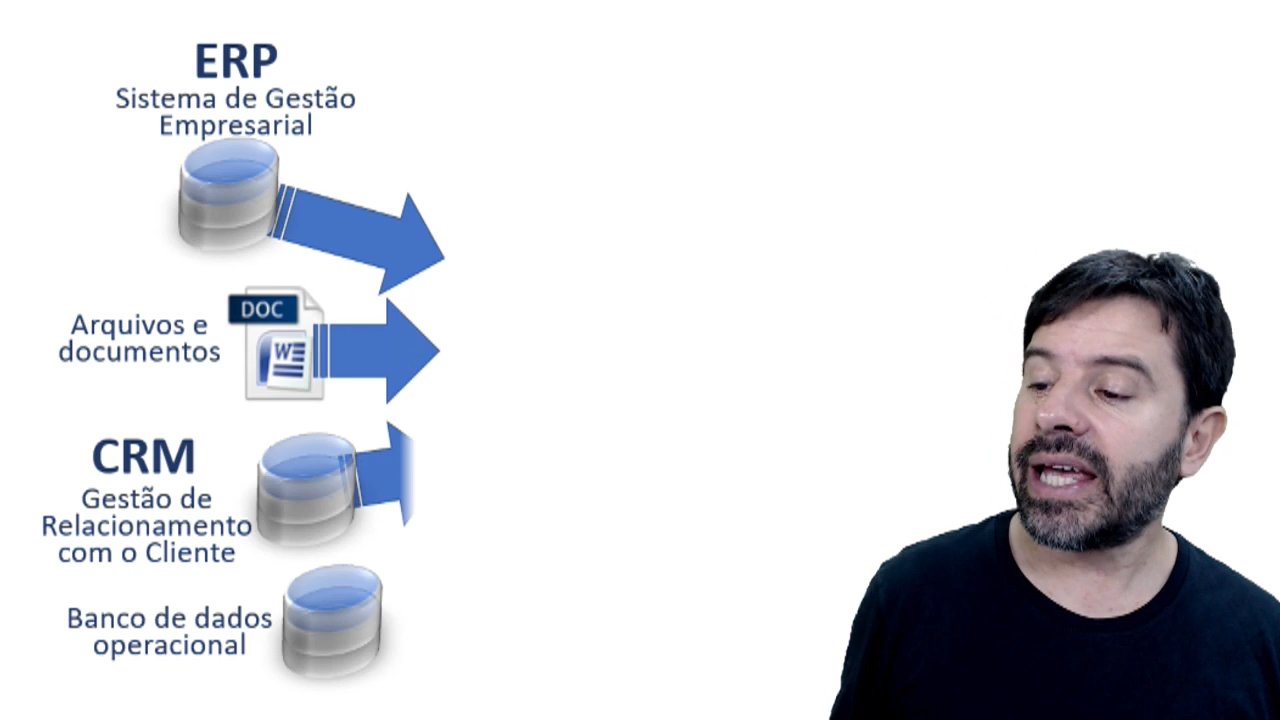 ERP
Sistema de Gestão
Empresarial
DOC
W
Arquivos e
documentos
CRM
Gestão de
Relacionamento
com o Cliente
Banco de dados
operacional